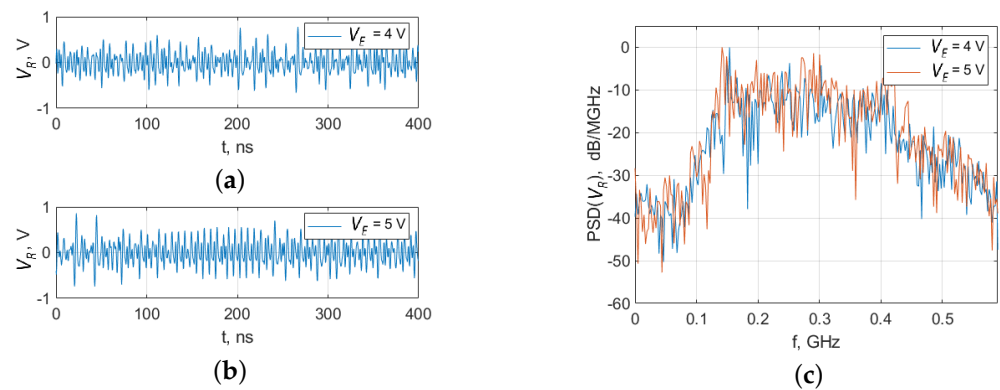 1
0
-1
V_R, V
V_E = 4 V
0
100
200
300
400
t, ns
(a)
1
0
-1
V_R, V
V_E = 5 V
0
100
200
300
400
t, ns
(b)
0
-10
-20
-30
-40
-50
-60
PSD(V_R), dB/MGHz
V_E = 4 V
V_E = 5 V
0
0.1
0.2
0.3
0.4
0.5
f, GHz
(c)